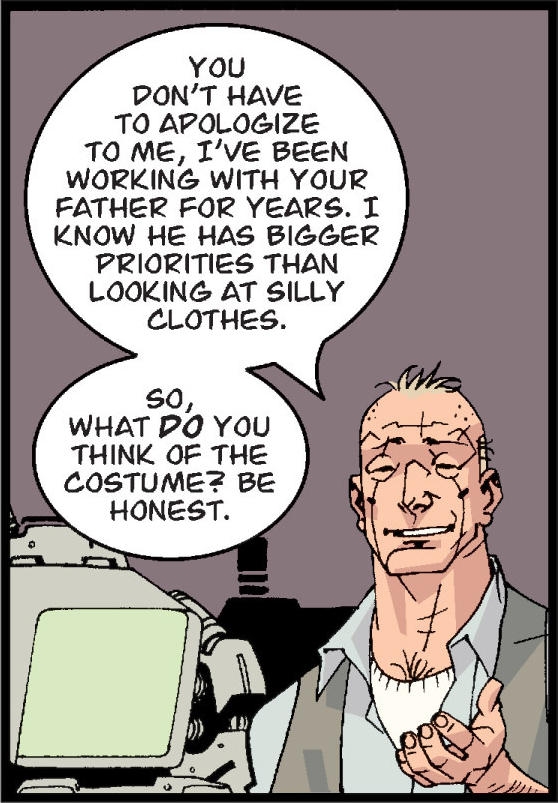 YOU
DON'T HAVE
TO APOLOGIZE
TO ME, I'VE BEEN
WORKING WITH YOUR
FATHER FOR YEARS. I
KNOW HE HAS BIGGER
PRIORITIES THAN
LOOKING AT SILLY
CLOTHES.
SO,
WHAT DO YOU
THINK OF THE
COSTUME? BE
HONEST.